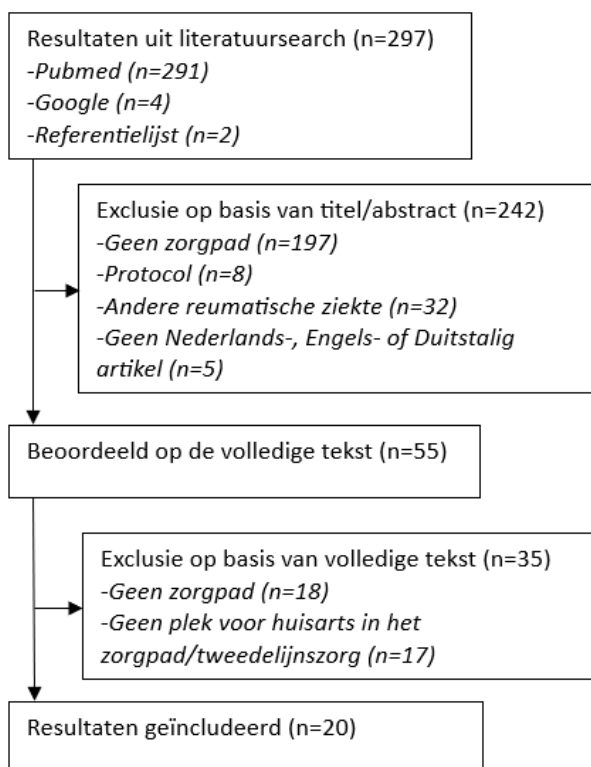 Resultaten uit literatuursearch (n=297)
-Pubmed (n=291)
-Google (n=4)
-Referentielijst (n=2)
Exclusie op basis van titel/abstract (n=242)
-Geen zorgpad (n=197)
-Protocol (n=8)
-Andere reumatische ziekte (n=32)
-Geen Nederlands-, Engels- of Duitstalig
artikel (n=5)
Beoordeeld op de volledige tekst (n=55)
Exclusie op basis van volledige tekst (n=35)
-Geen zorgpad (n=18)
-Geen plek voor huisarts in het
zorgpad/tweedelijnszorg (n=17)
Resultaten geïncludeerd (n=20)